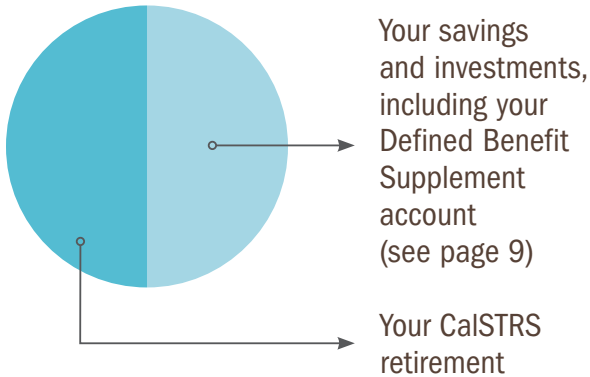 Your savings
and investments,
including your
Defined Benefit
Supplement
account
(see page 9)
Your CalSTRS
retirement